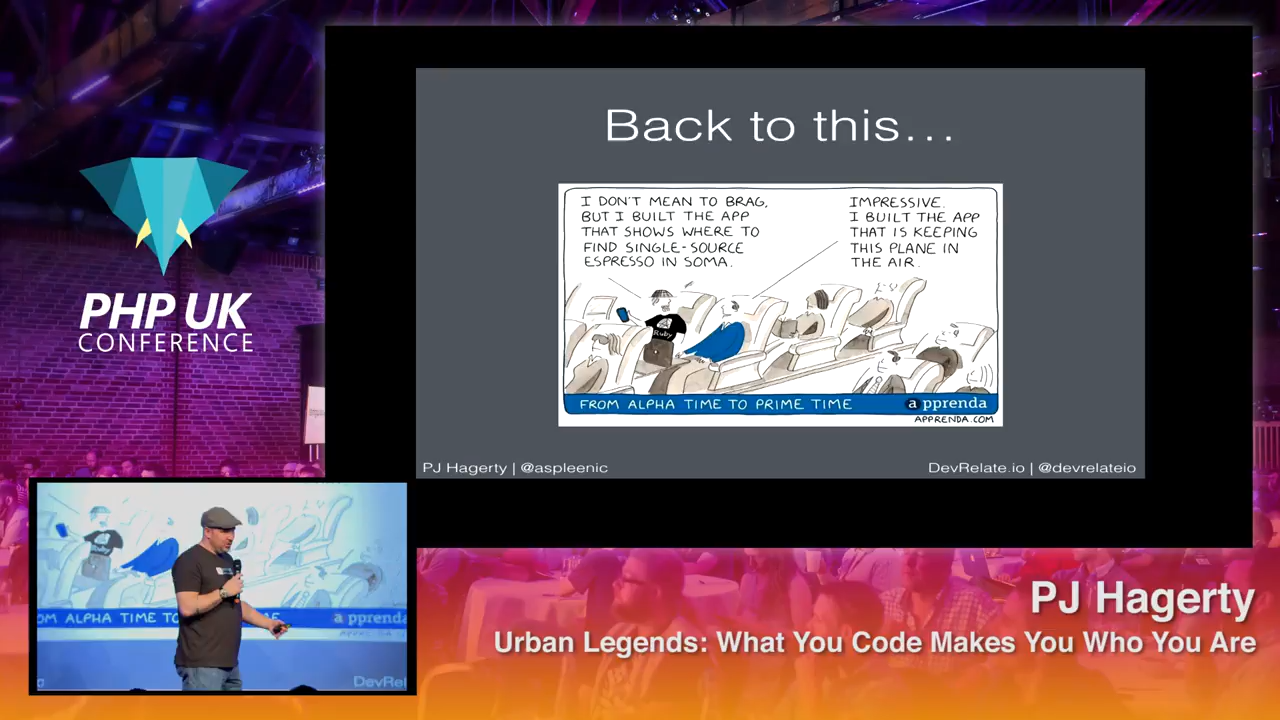 Back to this...
I DON'T MEAN TO BRAG,
BUT I BUILT THE APP
THAT SHOWS WHERE TO
FIND SINGLE-SOURCE
ESPRESSO IN SOMA.
IMPRESSIVE.
I BUILT THE APP
THAT IS KEEPING
THIS PLANE IN
THE AIR.
Ruby
FROM ALPHA TIME TO PRIME TIME
apprenda
APPRENDA.COM
PJ Hagerty | @aspleenic
DevRelate.io | @devrelateio
PHP UK
CONFERENCE
OM ALPHA TIME TO
ME
apprenda
DevRel
PJ Hagerty
Urban Legends: What You Code Makes You Who You Are